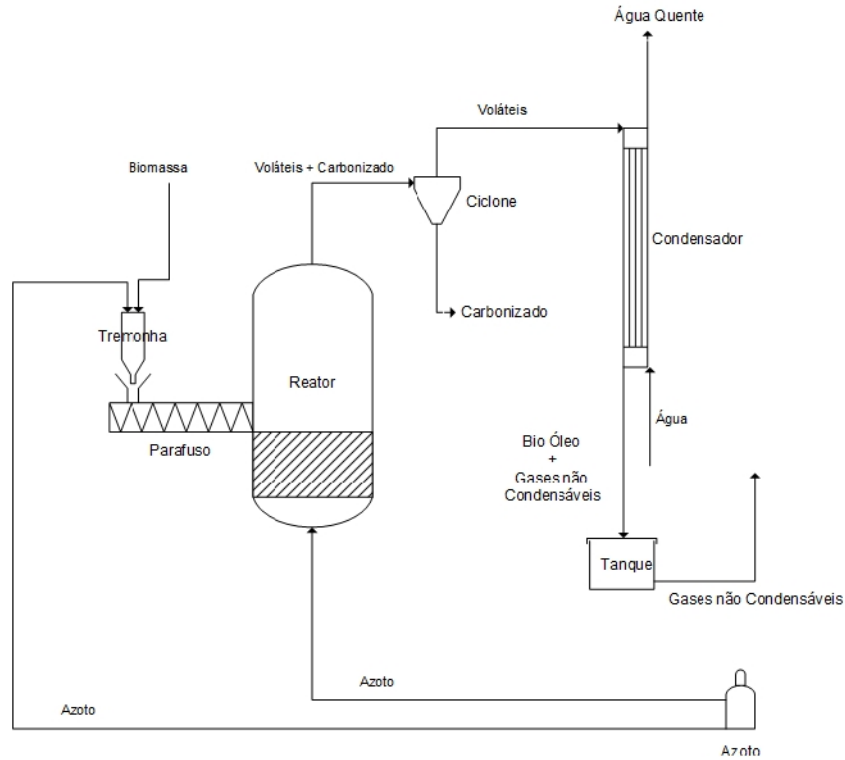 Água Quente
Voláteis
Biomassa
Voláteis + Carbonizado
Ciclone
Condensador
Carbonizado
Tremonha
Reator
Água
Parafuso
Bio Óleo
+
Gases não
Condensáveis
Tanque
Gases não Condensáveis
Azoto
Azoto
Azoto